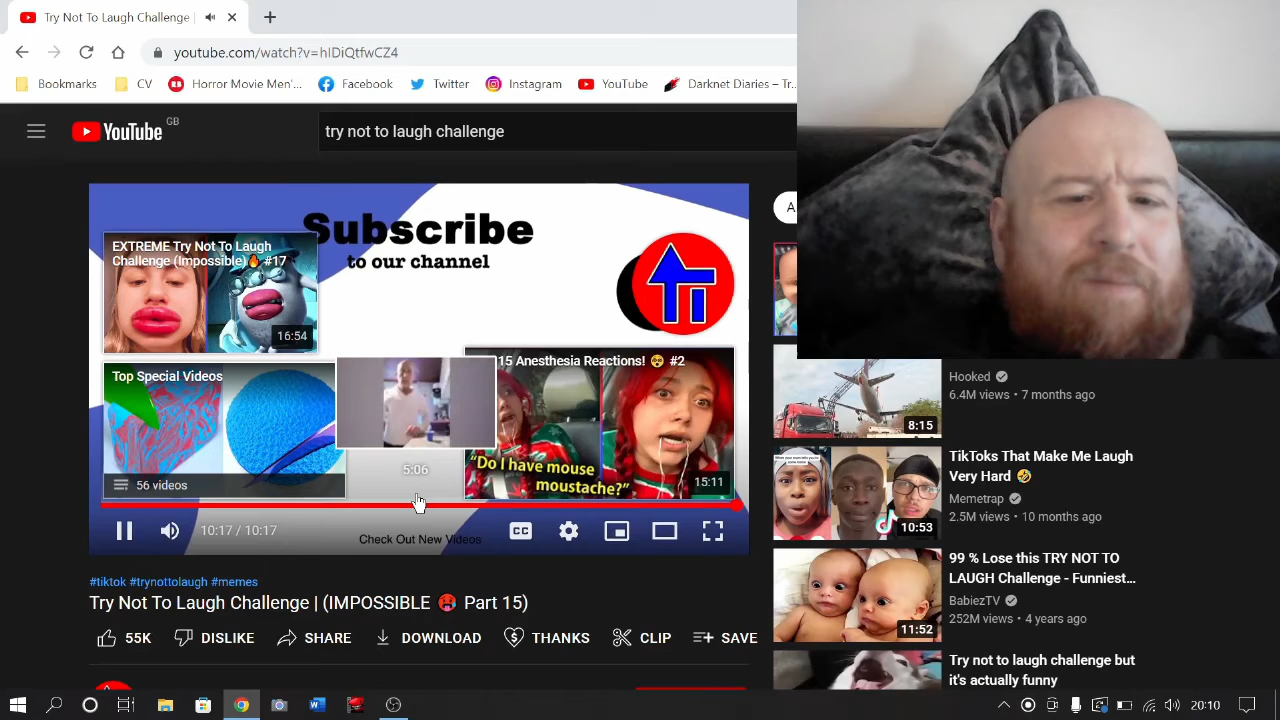 Try Not To Laugh Challenge |
youtube.com/watch?v=hIDiQtfwCZ4
Bookmarks
CV
Horror Movie Men'...
Facebook
Twitter
Instagram
YouTube
Darknet Diaries – Tr...
YouTube GB
try not to laugh challenge
Subscribe
to our channel
EXTREME Try Not To Laugh
Challenge (Impossible)🔥 #17
16:54
Top Special Videos
56 videos
15 Anesthesia Reactions! 🥴 #2
"Do I have mouse
moustache?"
15:11
5:06
10:17 / 10:17
CC
Check Out New Videos
#tiktok #trynottolaugh #memes
Try Not To Laugh Challenge | (IMPOSSIBLE 🥵 Part 15)
55K
DISLIKE
SHARE
DOWNLOAD
THANKS
CLIP
SAVE
A
Hooked
6.4M views • 7 months ago
8:15
TikToks That Make Me Laugh
Very Hard 🤣
Memetrap
2.5M views • 10 months ago
10:53
99 % Lose this TRY NOT TO
LAUGH Challenge - Funniest...
BabiezTV
252M views • 4 years ago
11:52
Try not to laugh challenge but
it's actually funny
20:10